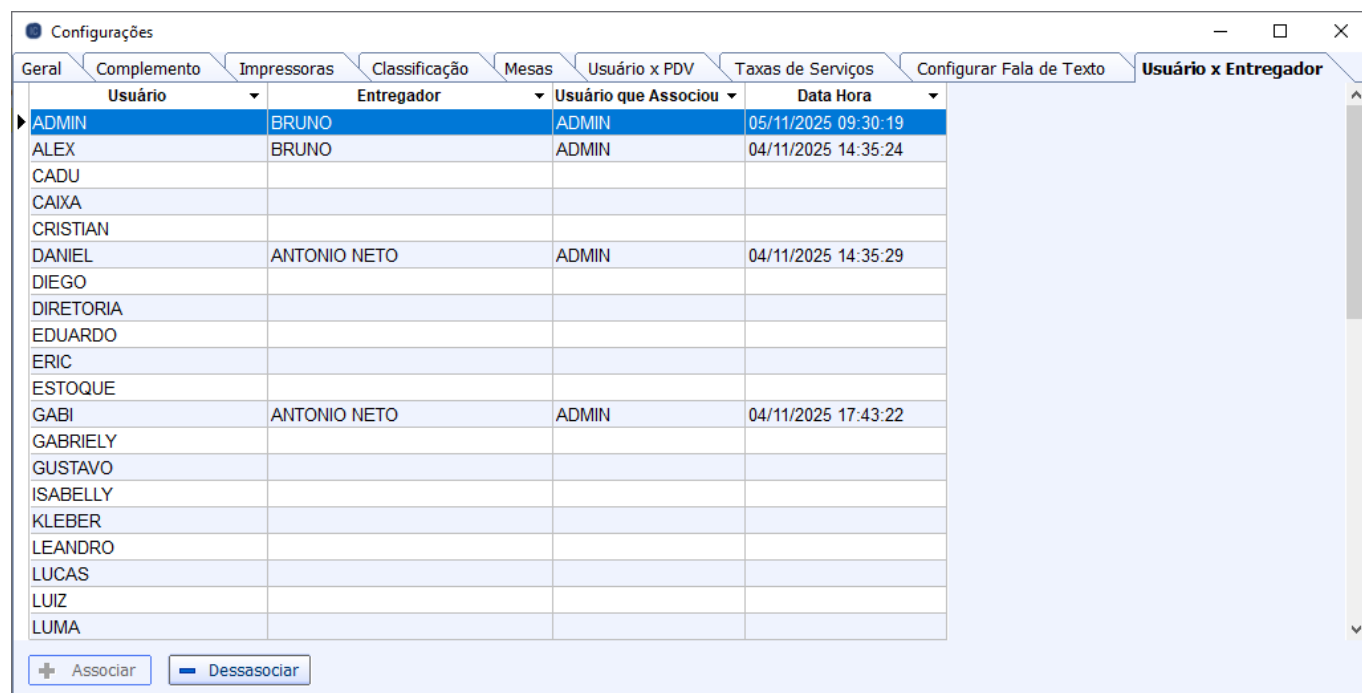 Configurações
Geral Complemento Impressoras Classificação Mesas Usuário x PDV Taxas de Serviços Configurar Fala de Texto Usuário x Entregador
Usuário Entregador Usuário que Associou Data Hora
ADMIN BRUNO ADMIN 05/11/2025 09:30:19
ALEX BRUNO ADMIN 04/11/2025 14:35:24
CADU
CAIXA
CRISTIAN
DANIEL ANTONIO NETO ADMIN 04/11/2025 14:35:29
DIEGO
DIRETORIA
EDUARDO
ERIC
ESTOQUE
GABI ANTONIO NETO ADMIN 04/11/2025 17:43:22
GABRIELY
GUSTAVO
ISABELLY
KLEBER
LEANDRO
LUCAS
LUIZ
LUMA
Associar Dessasociar